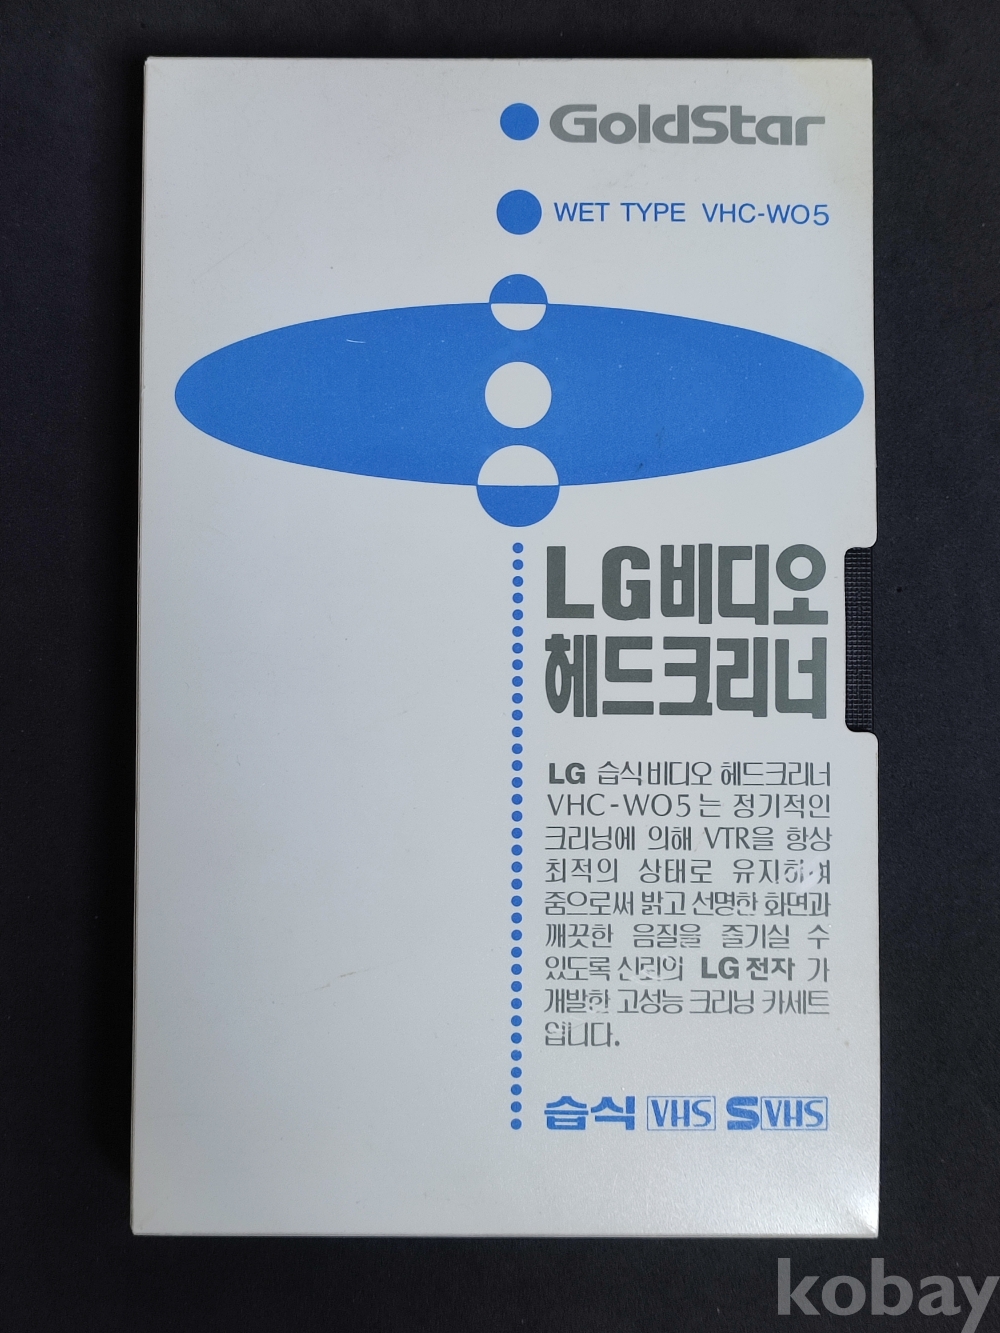 GoldStar
WET TYPE VHC-WO5
LG비디오
헤드크리너
LG 습식비디오 헤드크리너
VHC-WO5는 정기적인
크리닝에 의해 VTR을 항상
최적의 상태로 유지하여
줌으로써 밝고 선명한 화면과
깨끗한 음질을 즐기실 수
있도록 신뢰의 LG전자가
개발한 고성능 크리닝 카세트
입니다.
습식 VHS SVHS
kobay